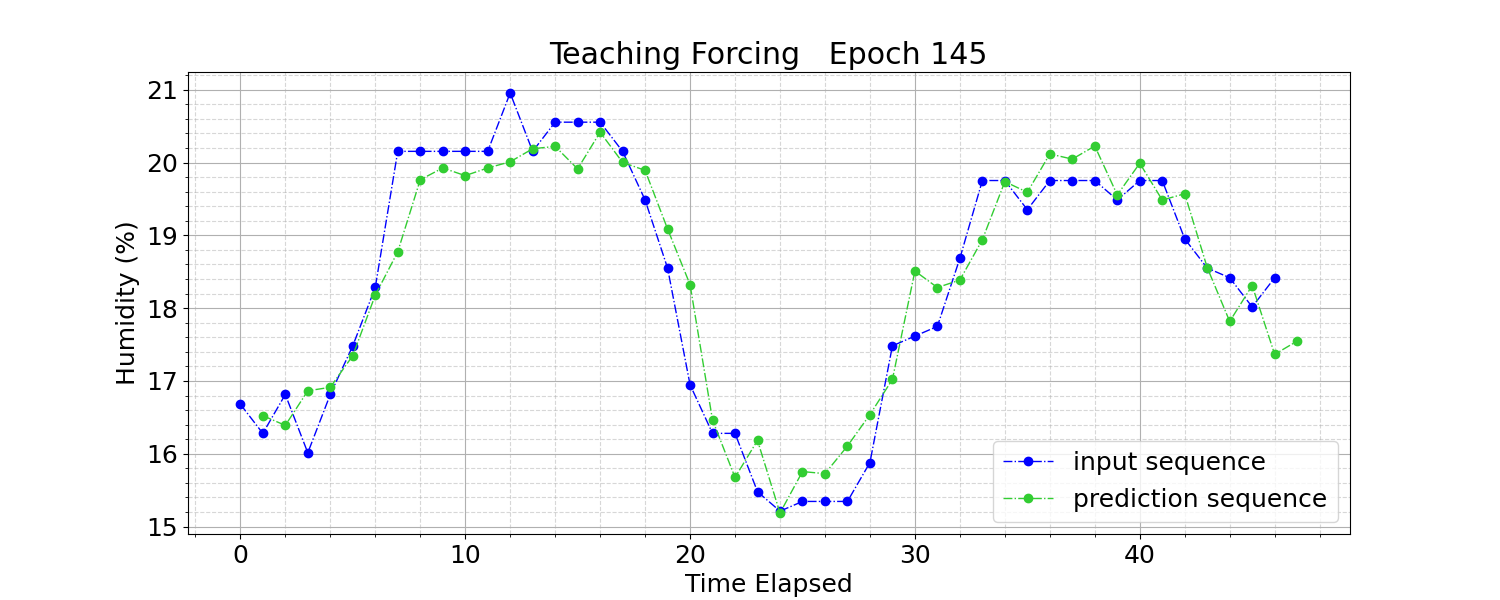 Teaching Forcing   Epoch 145
Humidity (%)
21
20
19
18
17
16
15
input sequence
prediction sequence
0 10 20 30 40
Time Elapsed